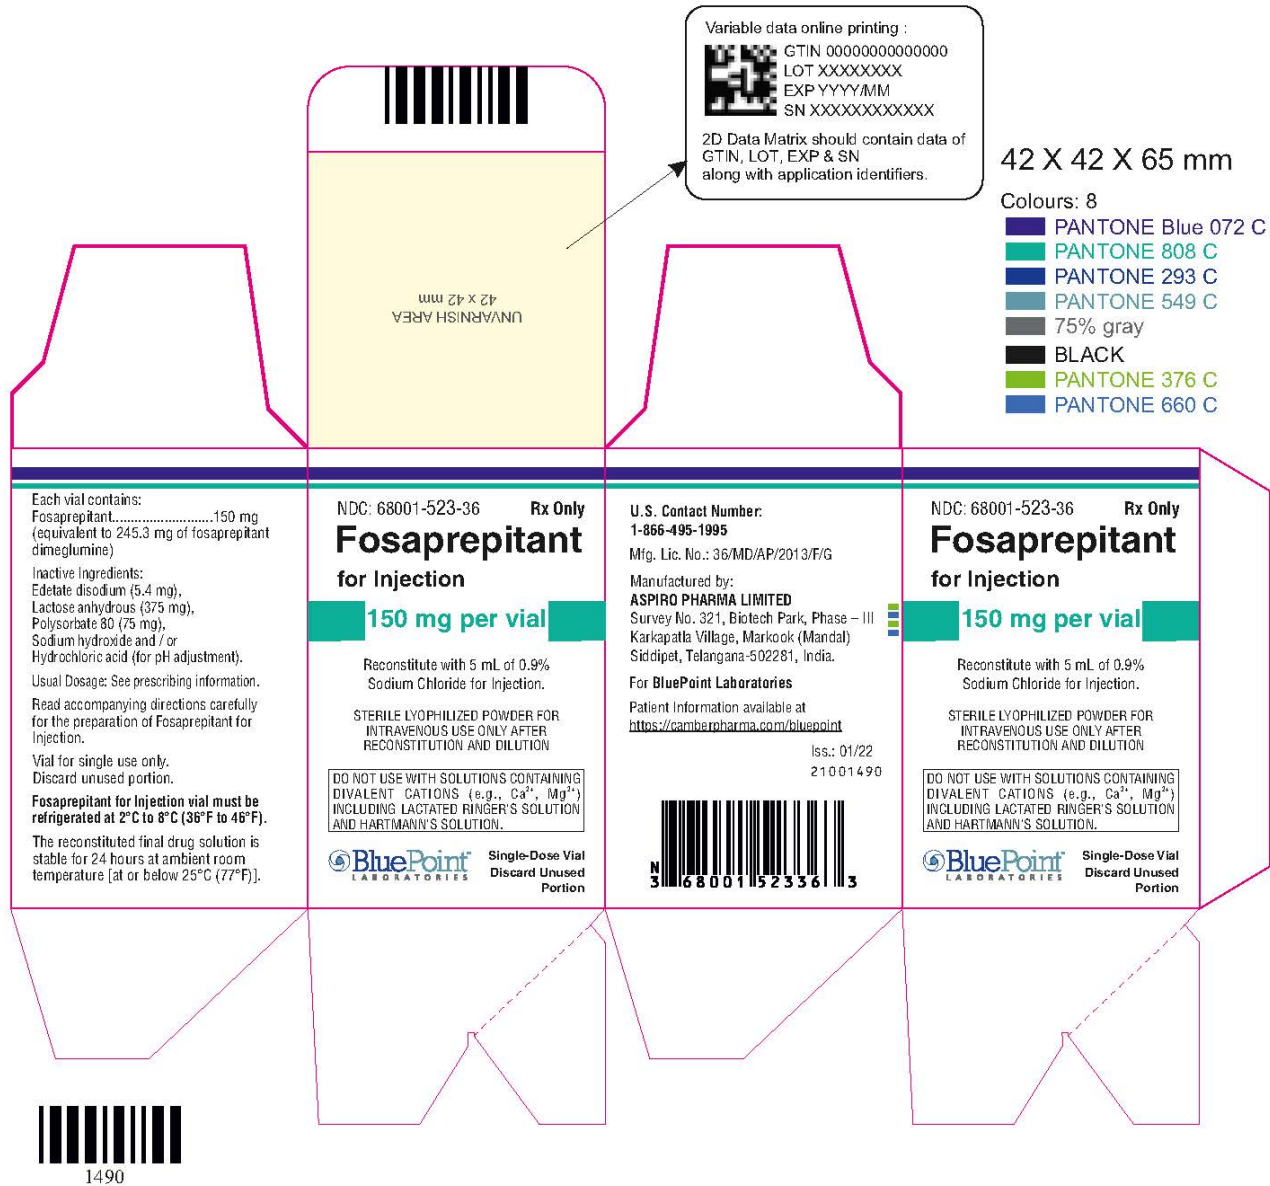 Variable data online printing :
GTIN 00000000000000
LOT XXXXXXXX
EXP YYYY/MM
SN XXXXXXXXXXXX
2D Data Matrix should contain data of
GTIN, LOT, EXP & SN
along with application identifiers.
42 X 42 X 65 mm
Colours: 8
PANTONE Blue 072 C
PANTONE 808 C
PANTONE 293 C
PANTONE 549 C
75% gray
BLACK
PANTONE 376 C
PANTONE 660 C
UNVARNISH AREA
42 x 42 mm
Each vial contains:
Fosaprepitant..........................150 mg
(equivalent to 245.3 mg of fosaprepitant
dimeglumine)
Inactive Ingredients:
Edetate disodium (5.4 mg),
Lactose anhydrous (375 mg),
Polysorbate 80 (75 mg),
Sodium hydroxide and / or
Hydrochloric acid (for pH adjustment).
Usual Dosage: See prescribing information.
Read accompanying directions carefully
for the preparation of Fosaprepitant for
Injection.
Vial for single use only.
Discard unused portion.
Fosaprepitant for Injection vial must be
refrigerated at 2°C to 8°C (36°F to 46°F).
The reconstituted final drug solution is
stable for 24 hours at ambient room
temperature [at or below 25°C (77°F)].
NDC: 68001-523-36 Rx Only
Fosaprepitant
for Injection
150 mg per vial
Reconstitute with 5 mL of 0.9%
Sodium Chloride for Injection.
STERILE LYOPHILIZED POWDER FOR
INTRAVENOUS USE ONLY AFTER
RECONSTITUTION AND DILUTION
DO NOT USE WITH SOLUTIONS CONTAINING
DIVALENT CATIONS (e.g., Ca²⁺, Mg²⁺)
INCLUDING LACTATED RINGER'S SOLUTION
AND HARTMANN'S SOLUTION.
BluePoint™
LABORATORIES
Single-Dose Vial
Discard Unused
Portion
U.S. Contact Number:
1-866-495-1995
Mfg. Lic. No.: 36/MD/AP/2013/F/G
Manufactured by:
ASPIRO PHARMA LIMITED
Survey No. 321, Biotech Park, Phase – III
Karkapatla Village, Markook (Mandal)
Siddipet, Telangana-502281, India.
For BluePoint Laboratories
Patient Information available at
https://camberpharma.com/bluepoint
Iss.: 01/22
21001490
N
3 68001 52336 3
NDC: 68001-523-36 Rx Only
Fosaprepitant
for Injection
150 mg per vial
Reconstitute with 5 mL of 0.9%
Sodium Chloride for Injection.
STERILE LYOPHILIZED POWDER FOR
INTRAVENOUS USE ONLY AFTER
RECONSTITUTION AND DILUTION
DO NOT USE WITH SOLUTIONS CONTAINING
DIVALENT CATIONS (e.g., Ca²⁺, Mg²⁺)
INCLUDING LACTATED RINGER'S SOLUTION
AND HARTMANN'S SOLUTION.
BluePoint™
LABORATORIES
Single-Dose Vial
Discard Unused
Portion
1490